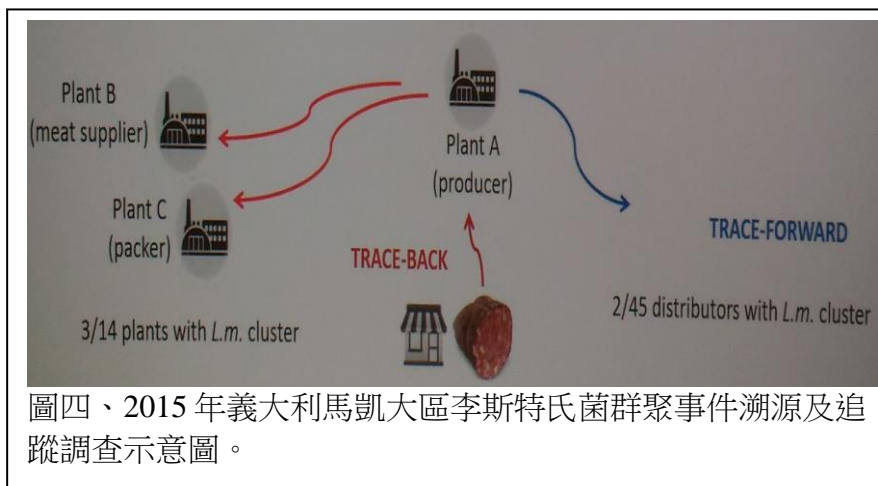 Plant B
(meat supplier)
Plant A
(producer)
Plant C
(packer)
TRACE-BACK
TRACE-FORWARD
3/14 plants with L.m. cluster
2/45 distributors with L.m. cluster
圖四、2015 年義大利馬凱大區李斯特氏菌群聚事件溯源及追
蹤調查示意圖。